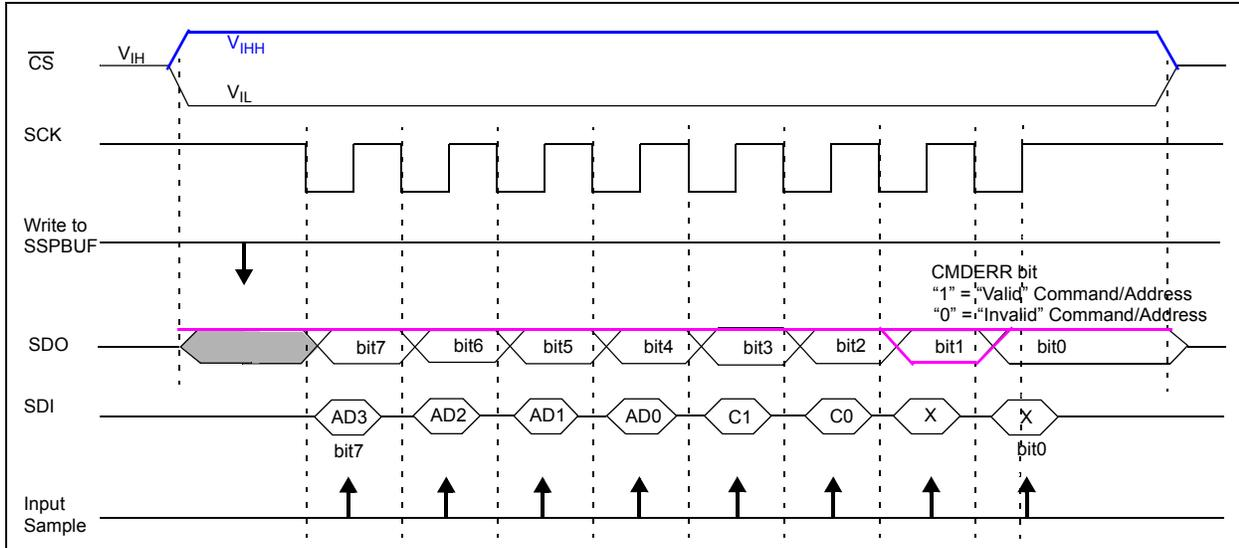 CS
VIH
VIHH
VIL
SCK
Write to
SSPBUF
CMDERR bit
“1” = “Valid” Command/Address
“0” = “Invalid” Command/Address
SDO
bit7 bit6 bit5 bit4 bit3 bit2 bit1 bit0
SDI
AD3 AD2 AD1 AD0 C1 C0 X X
bit7 bit0
Input
Sample